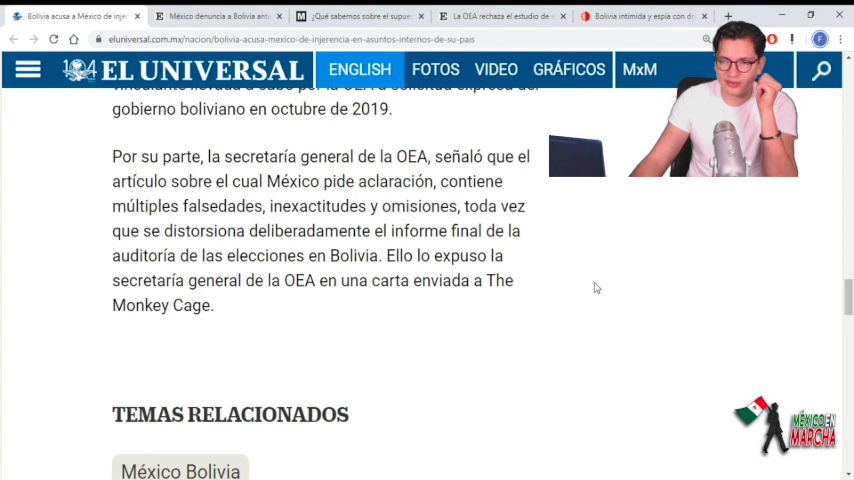 Bolivia acusa a México de injer
México denuncia a Bolivia ante
¿Qué sabemos sobre el supue
La OEA rechaza el estudio de
Bolivia intimida y espía con dr
eluniversal.com.mx/nacion/bolivia-acusa-mexico-de-injerencia-en-asuntos-internos-de-su-pais
F
104 EL UNIVERSAL ENGLISH FOTOS VIDEO GRÁFICOS MxM
vinculante llevada a cabo por la OEA a solicitud expresa del
gobierno boliviano en octubre de 2019.
Por su parte, la secretaría general de la OEA, señaló que el
artículo sobre el cual México pide aclaración, contiene
múltiples falsedades, inexactitudes y omisiones, toda vez
que se distorsiona deliberadamente el informe final de la
auditoría de las elecciones en Bolivia. Ello lo expuso la
secretaría general de la OEA en una carta enviada a The
Monkey Cage.
TEMAS RELACIONADOS
México Bolivia
MÉXICO EN
MARCHA